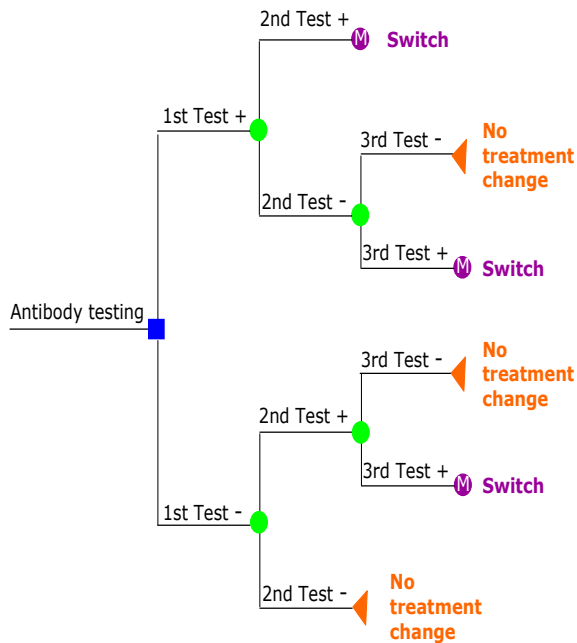 2nd Test +
M Switch
1st Test +
3rd Test -
No
treatment
change
2nd Test -
3rd Test +
M Switch
Antibody testing
3rd Test -
No
treatment
change
2nd Test +
3rd Test +
M Switch
1st Test -
2nd Test -
No
treatment
change